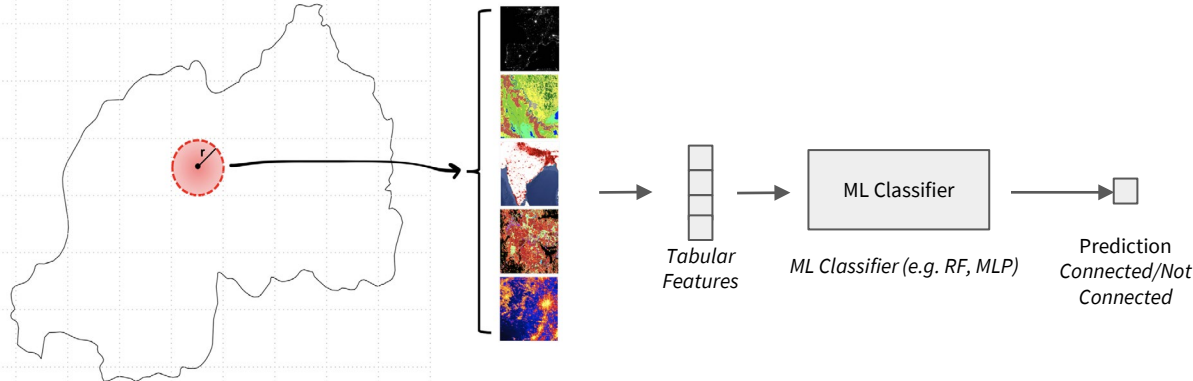 r
Tabular
Features
ML Classifier
ML Classifier (e.g. RF, MLP)
Prediction
Connected/Not
Connected